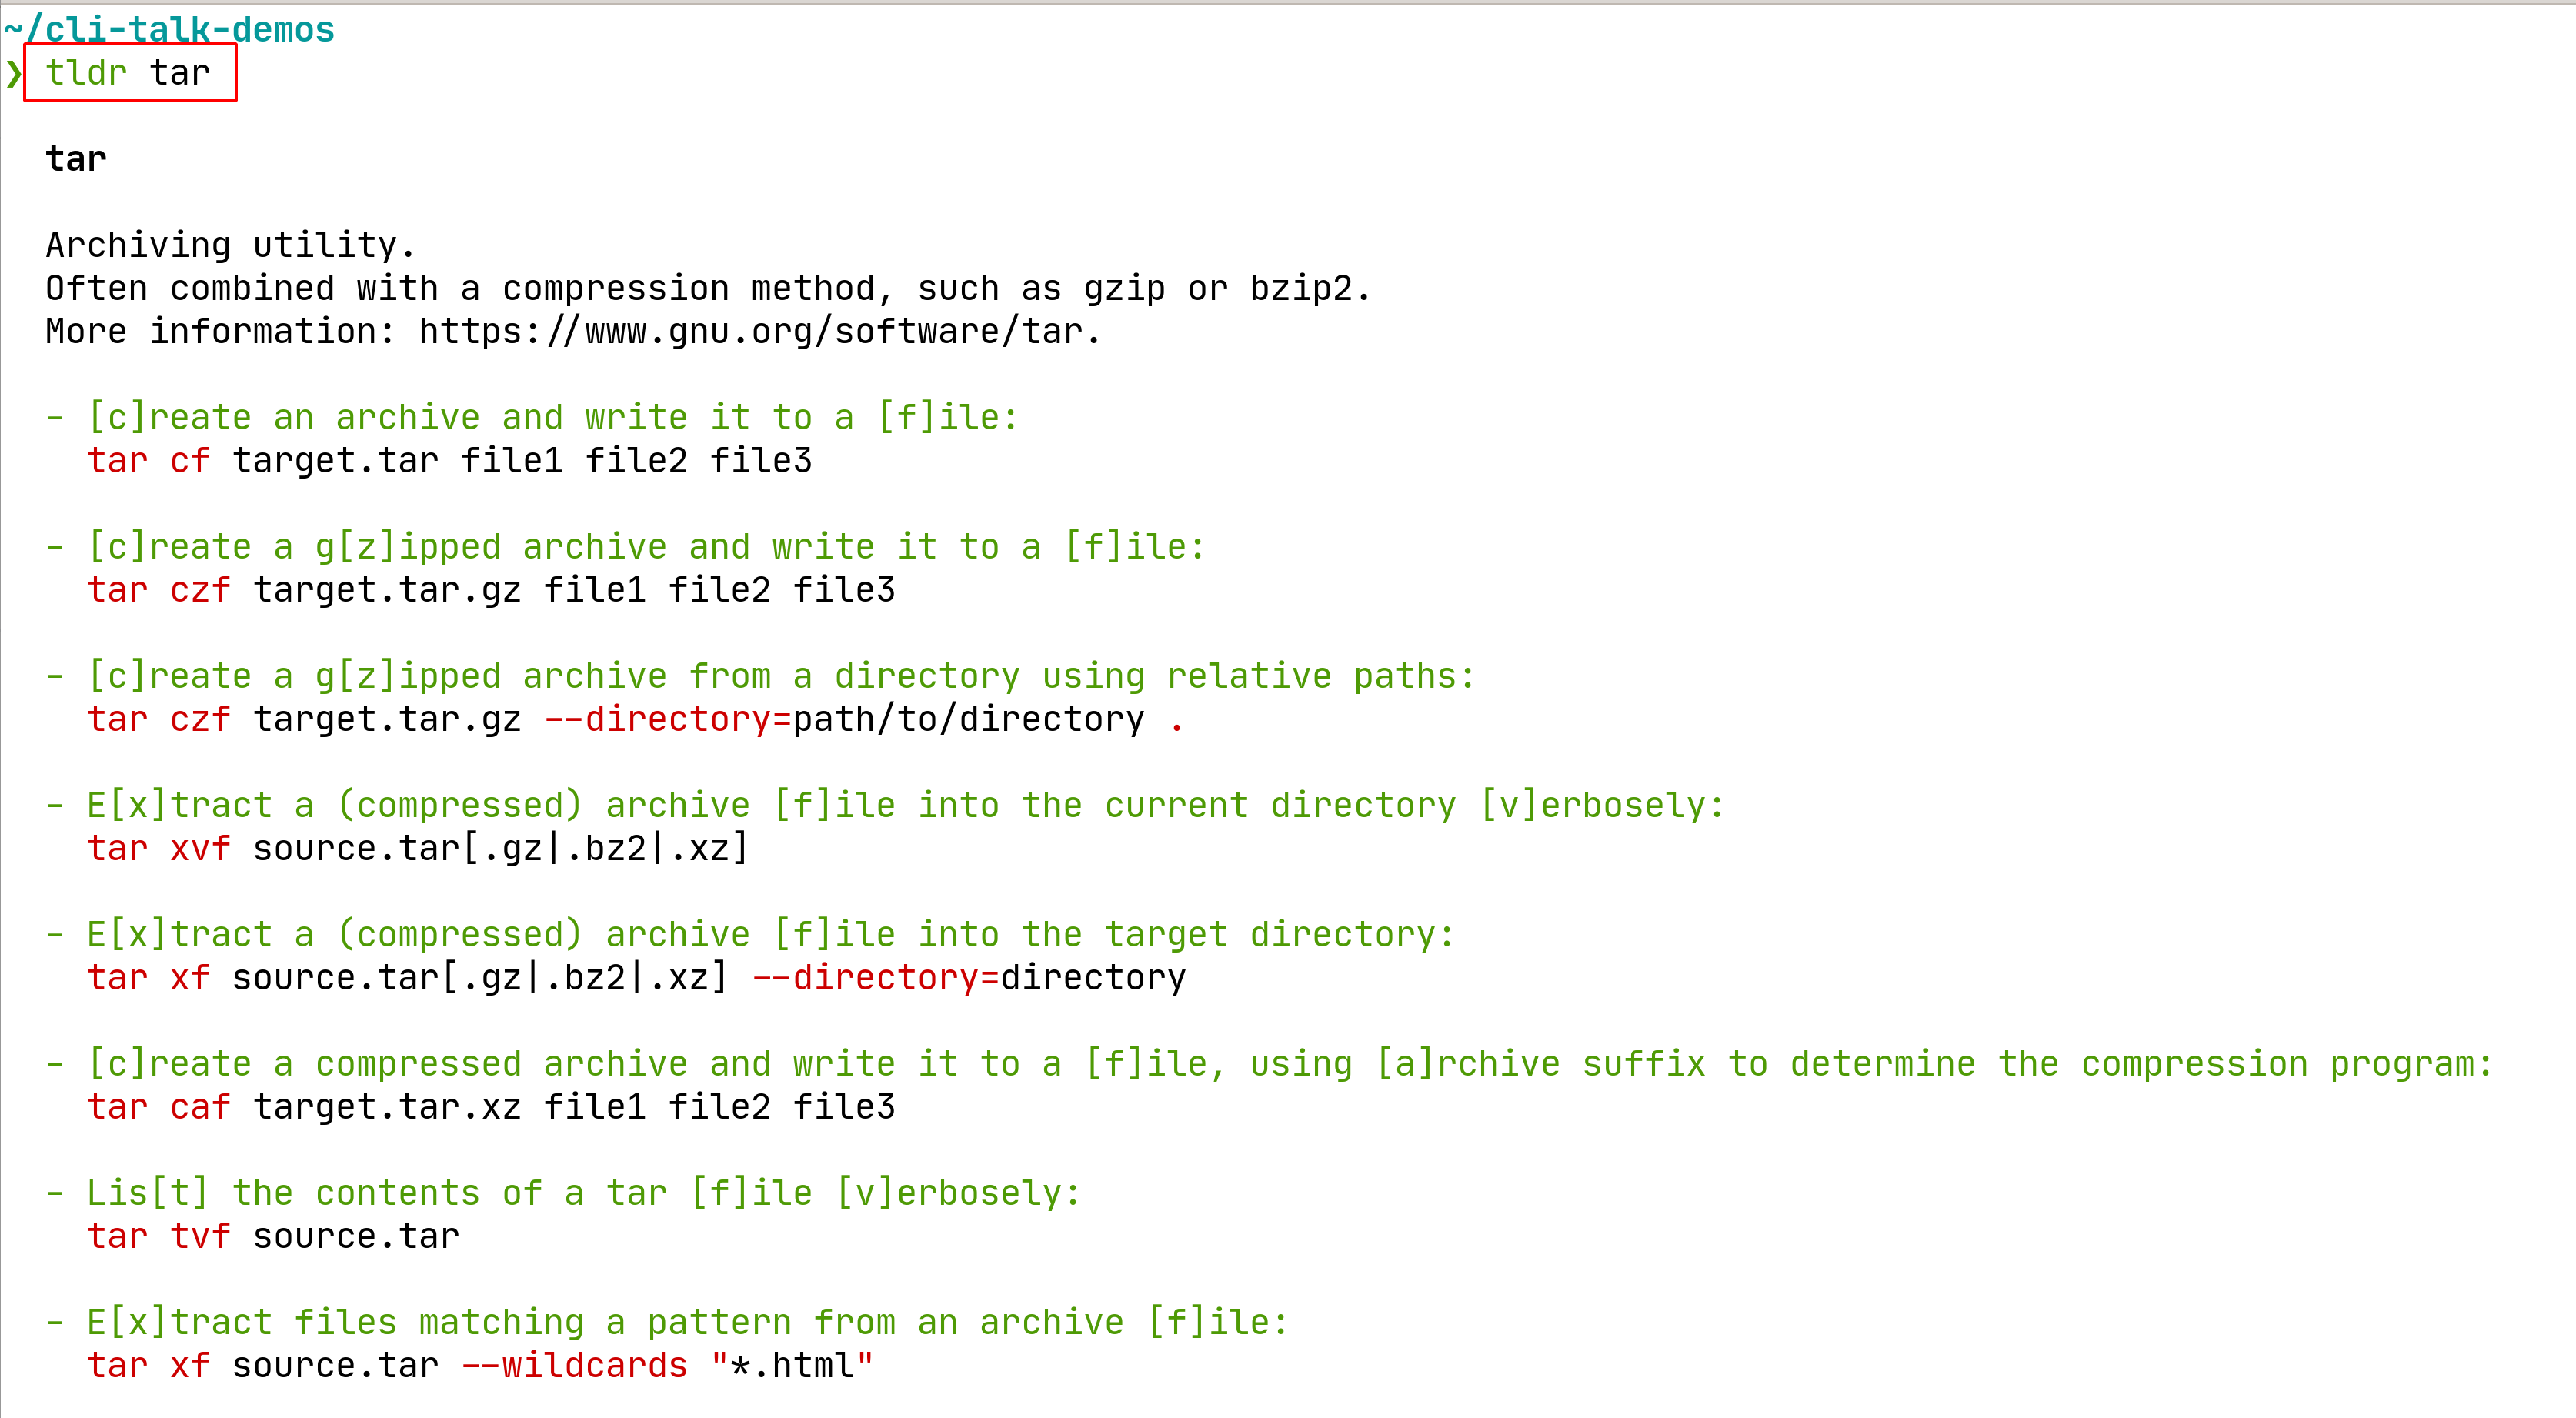 ~/cli-talk-demos
❯ tldr tar
tar
Archiving utility.
Often combined with a compression method, such as gzip or bzip2.
More information: https://www.gnu.org/software/tar.
- [c]reate an archive and write it to a [f]ile:
tar cf target.tar file1 file2 file3
- [c]reate a g[z]ipped archive and write it to a [f]ile:
tar czf target.tar.gz file1 file2 file3
- [c]reate a g[z]ipped archive from a directory using relative paths:
tar czf target.tar.gz --directory=path/to/directory .
- E[x]tract a (compressed) archive [f]ile into the current directory [v]erbosely:
tar xvf source.tar[.gz|.bz2|.xz]
- E[x]tract a (compressed) archive [f]ile into the target directory:
tar xf source.tar[.gz|.bz2|.xz] --directory=directory
- [c]reate a compressed archive and write it to a [f]ile, using [a]rchive suffix to determine the compression program:
tar caf target.tar.xz file1 file2 file3
- Lis[t] the contents of a tar [f]ile [v]erbosely:
tar tvf source.tar
- E[x]tract files matching a pattern from an archive [f]ile:
tar xf source.tar --wildcards "*.html"